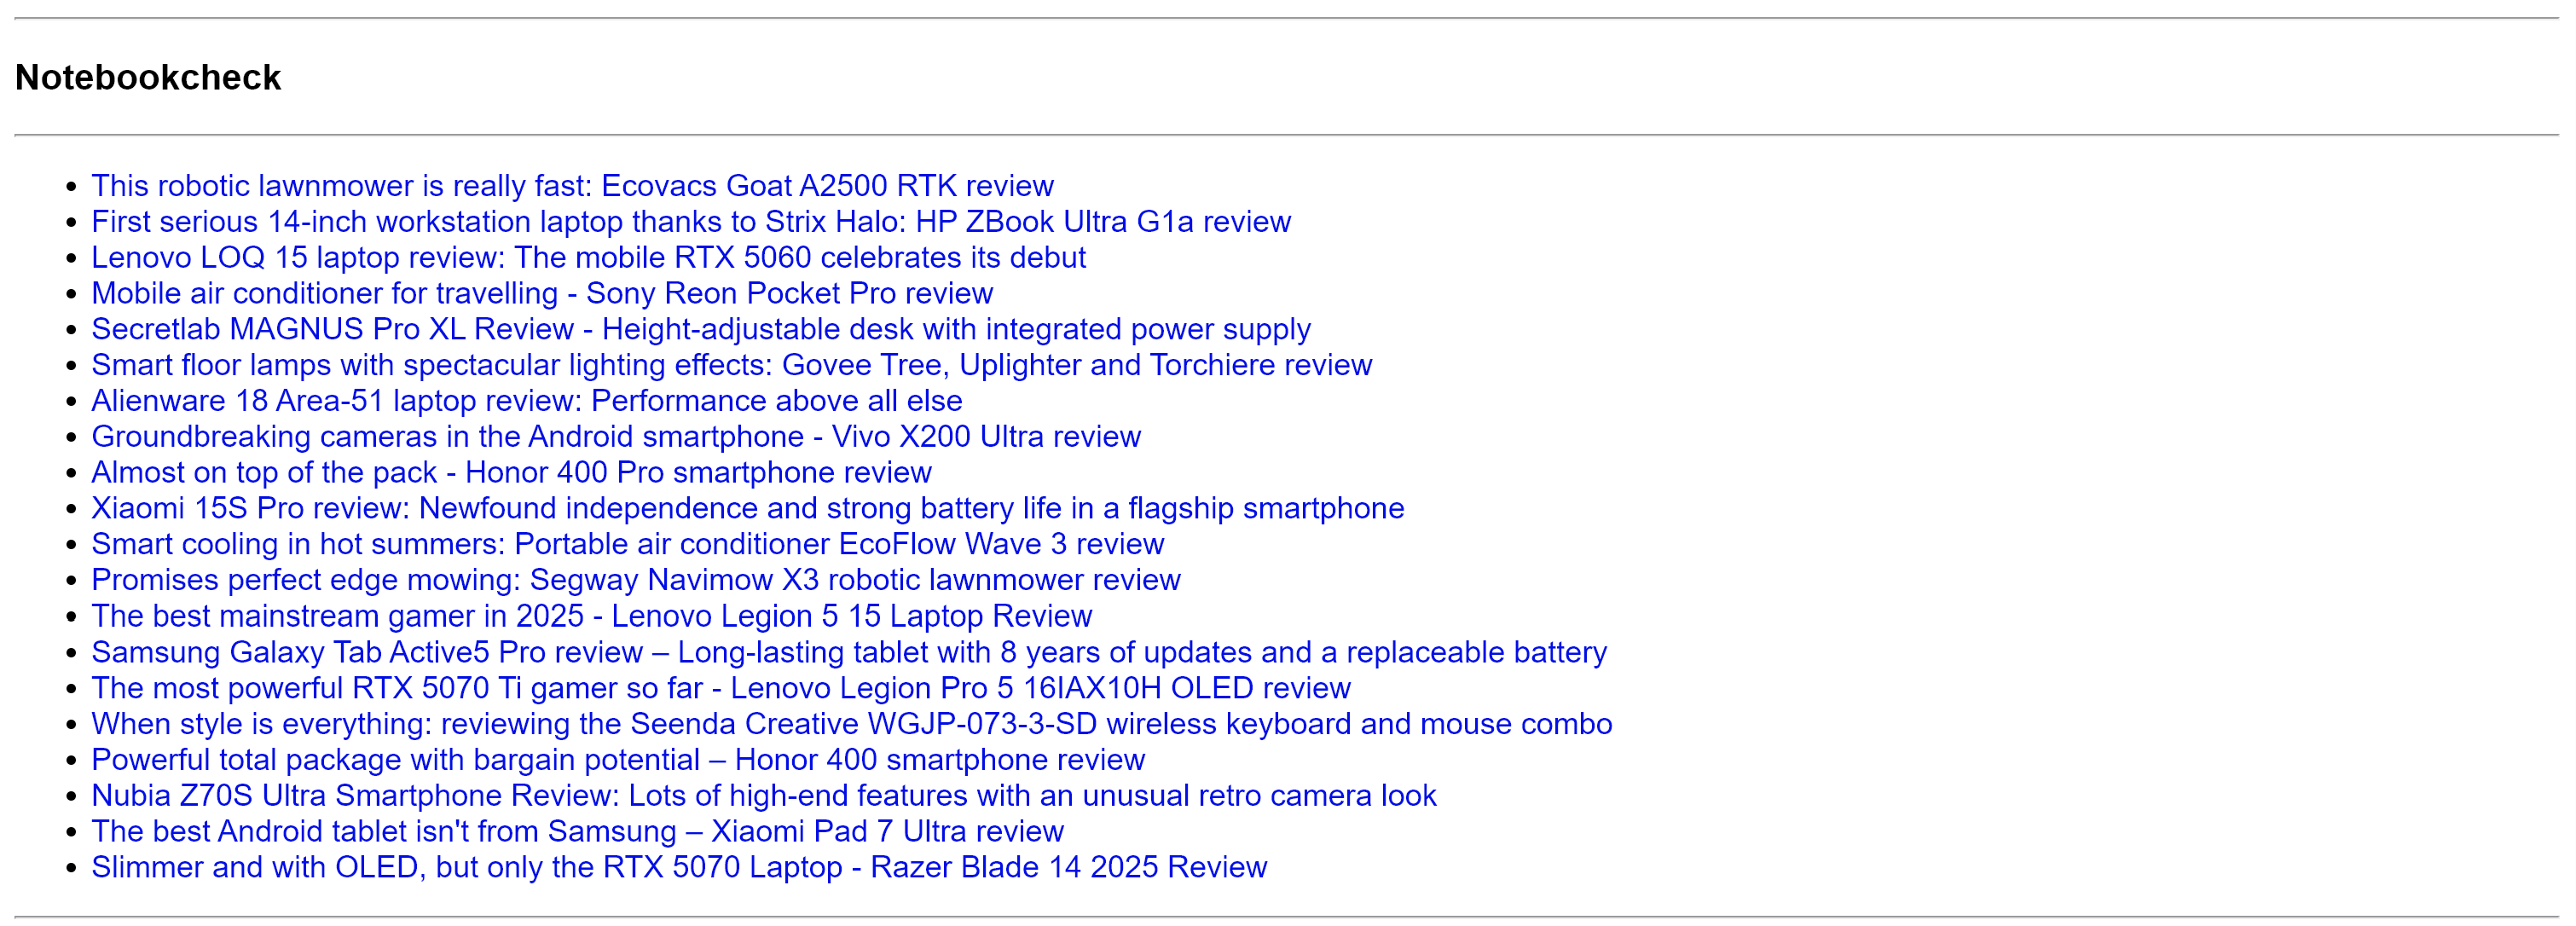 Notebookcheck
This robotic lawnmower is really fast: Ecovacs Goat A2500 RTK review
First serious 14-inch workstation laptop thanks to Strix Halo: HP ZBook Ultra G1a review
Lenovo LOQ 15 laptop review: The mobile RTX 5060 celebrates its debut
Mobile air conditioner for travelling - Sony Reon Pocket Pro review
Secretlab MAGNUS Pro XL Review - Height-adjustable desk with integrated power supply
Smart floor lamps with spectacular lighting effects: Govee Tree, Uplighter and Torchiere review
Alienware 18 Area-51 laptop review: Performance above all else
Groundbreaking cameras in the Android smartphone - Vivo X200 Ultra review
Almost on top of the pack - Honor 400 Pro smartphone review
Xiaomi 15S Pro review: Newfound independence and strong battery life in a flagship smartphone
Smart cooling in hot summers: Portable air conditioner EcoFlow Wave 3 review
Promises perfect edge mowing: Segway Navimow X3 robotic lawnmower review
The best mainstream gamer in 2025 - Lenovo Legion 5 15 Laptop Review
Samsung Galaxy Tab Active5 Pro review – Long-lasting tablet with 8 years of updates and a replaceable battery
The most powerful RTX 5070 Ti gamer so far - Lenovo Legion Pro 5 16IAX10H OLED review
When style is everything: reviewing the Seenda Creative WGJP-073-3-SD wireless keyboard and mouse combo
Powerful total package with bargain potential – Honor 400 smartphone review
Nubia Z70S Ultra Smartphone Review: Lots of high-end features with an unusual retro camera look
The best Android tablet isn't from Samsung – Xiaomi Pad 7 Ultra review
Slimmer and with OLED, but only the RTX 5070 Laptop - Razer Blade 14 2025 Review